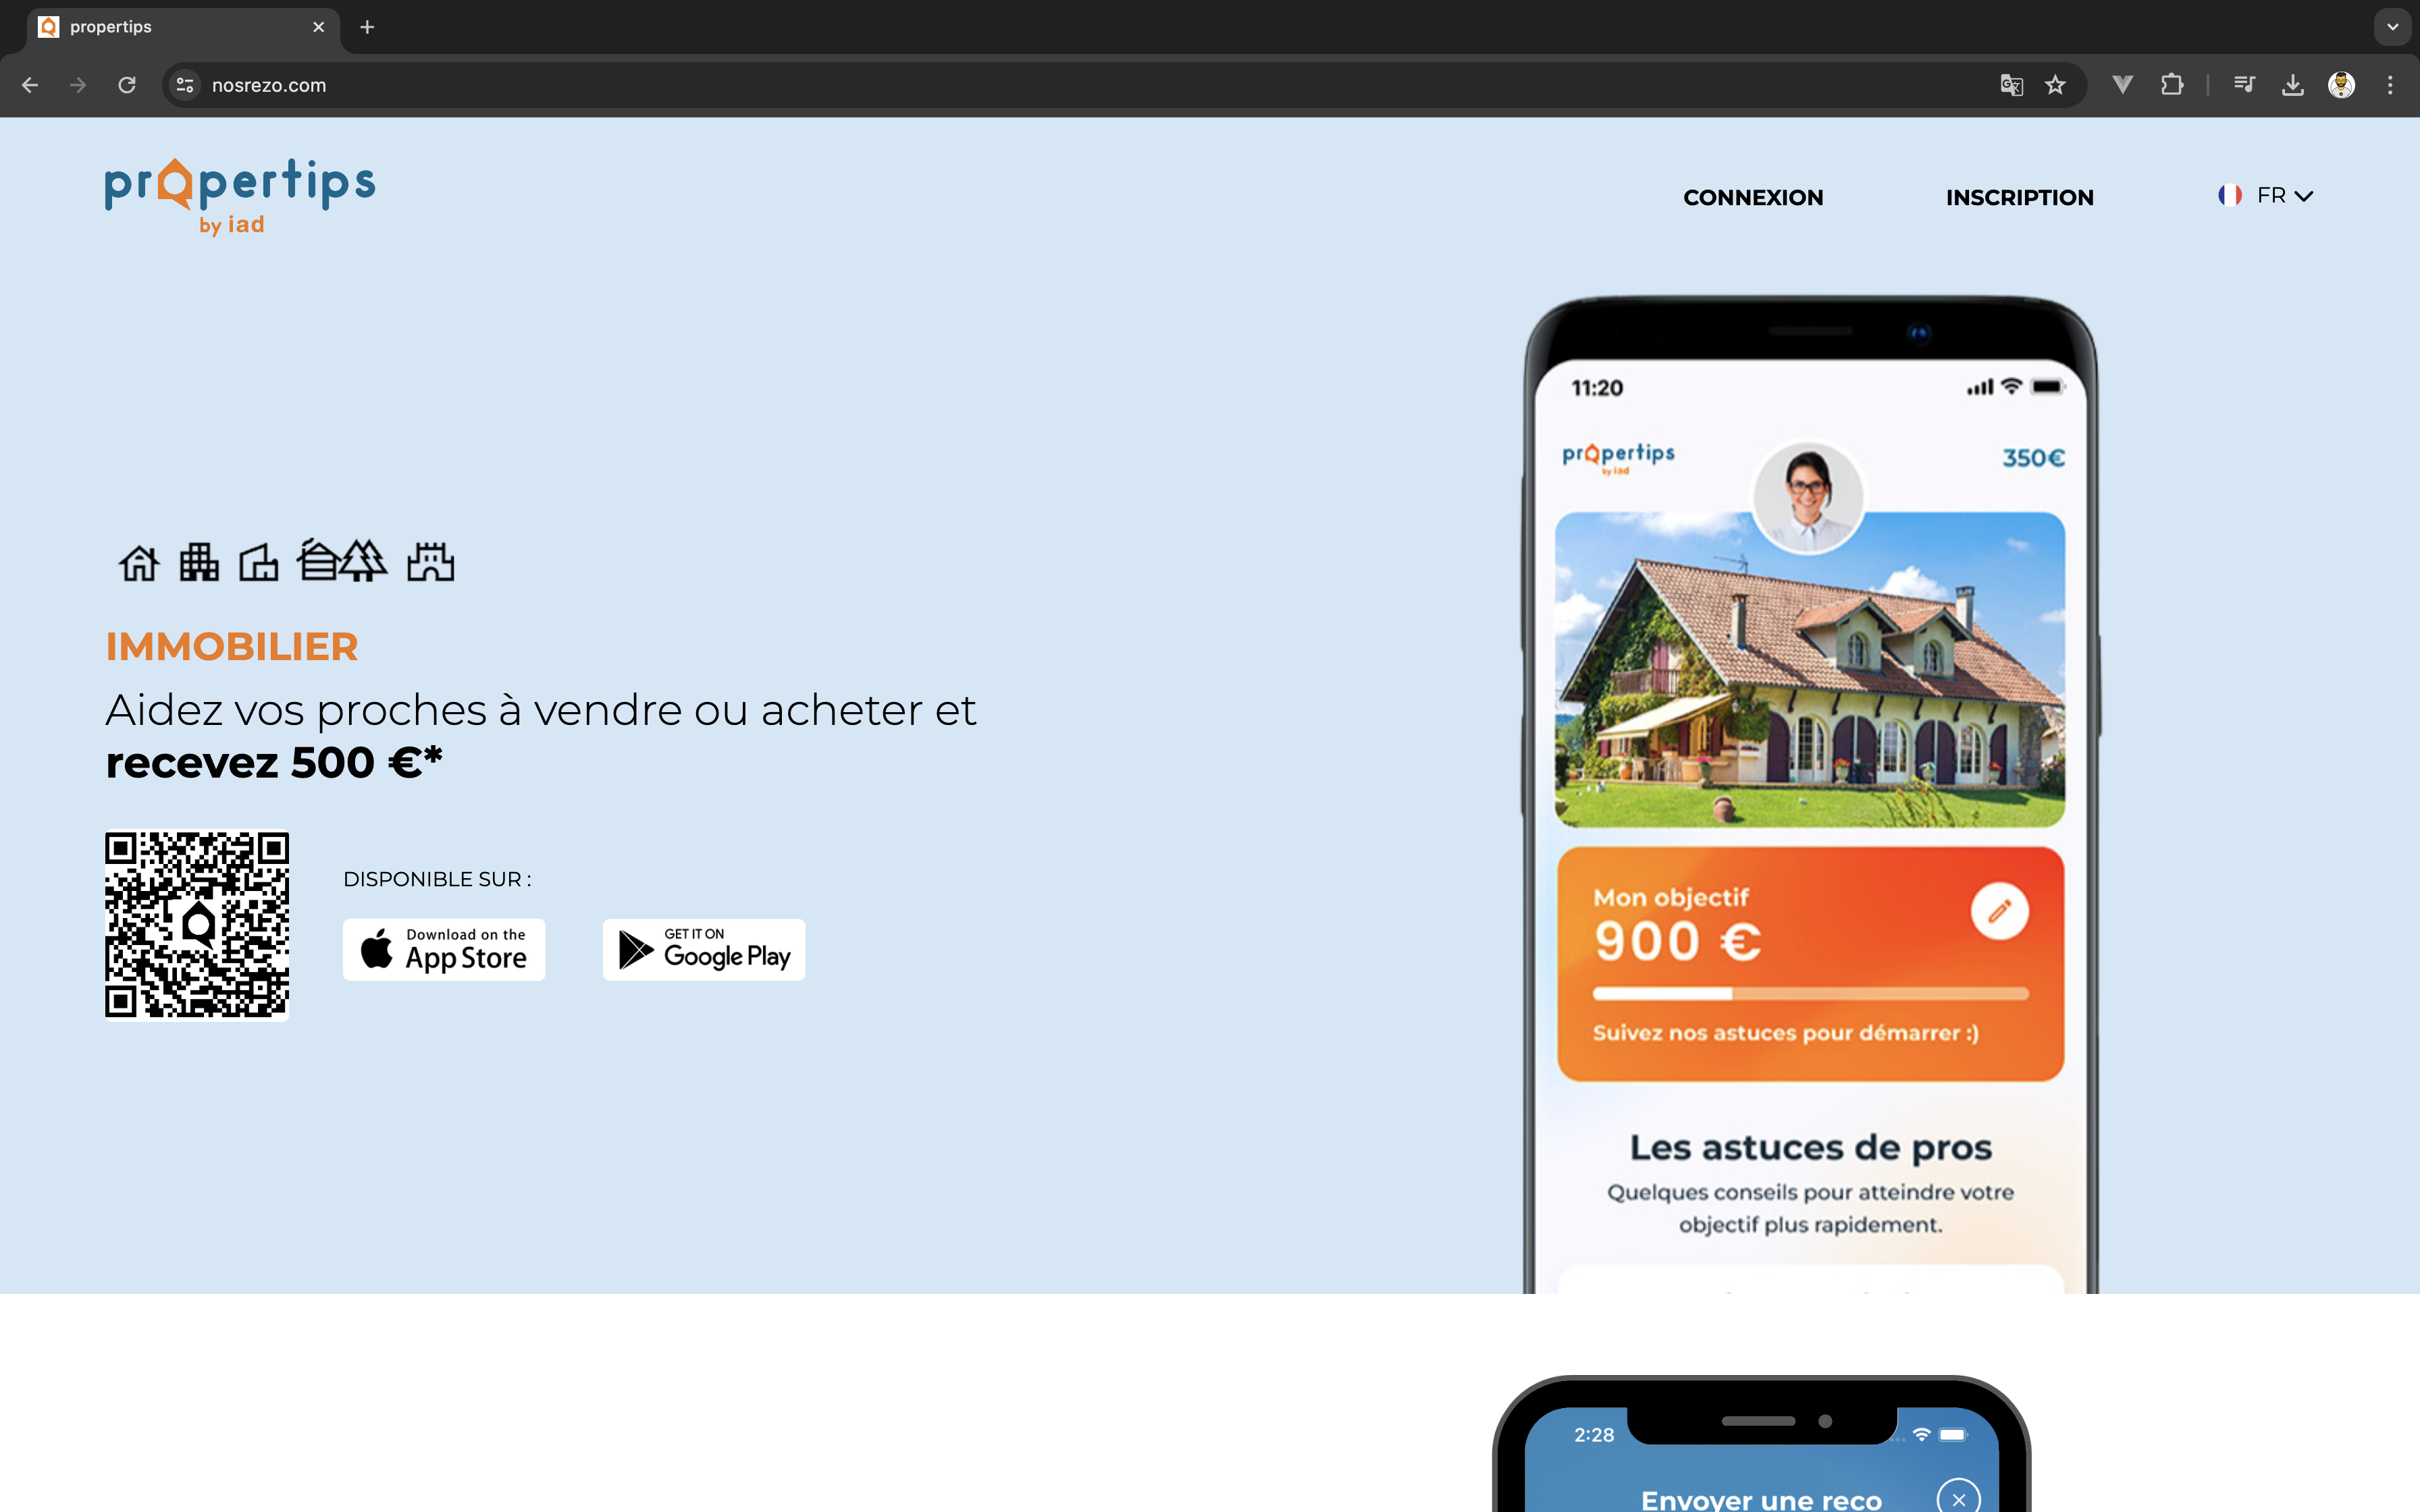 propertips
nosrezo.com
propertips
by iad
CONNEXION
INSCRIPTION
FR
IMMOBILIER
Aidez vos proches à vendre ou acheter et
recevez 500 €*
DISPONIBLE SUR :
Download on the
App Store
GET IT ON
Google Play
11:20
propertips
by iad
350€
Mon objectif
900 €
Suivez nos astuces pour démarrer :)
Les astuces de pros
Quelques conseils pour atteindre votre
objectif plus rapidement.
2:28
Envoyer une reco